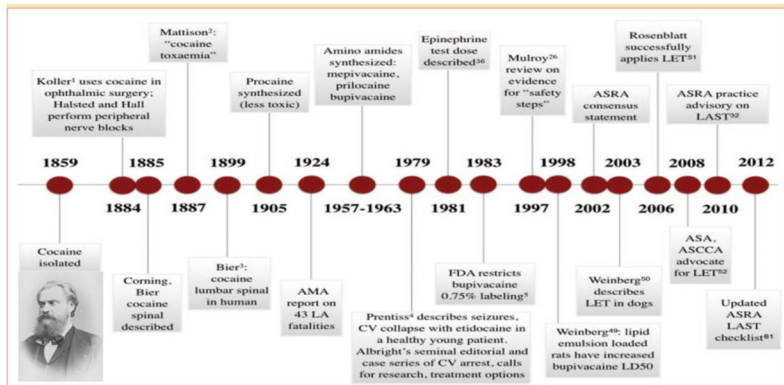 Mattison²:
“cocaine
toxaemia”
Koller¹ uses cocaine in
ophthalmic surgery;
Halsted and Hall
perform peripheral
nerve blocks
Procaine
synthesized
(less toxic)
Amino amides
synthesized:
mepivacaine,
prilocaine
bupivacaine
Epinephrine
test dose
described³⁶
Mulroy²⁶
review on
evidence
for “safety
steps”
ASRA
consensus
statement
Rosenblatt
successfully
applies LET⁵¹
ASRA practice
advisory on
LAST³²
1859
1885
1899
1924
1979
1983
1998
2003
2008
2012
1884
1887
1905
1957-1963
1981
1997
2002
2006
2010
Cocaine
isolated
Corning,
Bier
cocaine
spinal
described
Bier³:
cocaine
lumbar spinal
in human
AMA
report on
43 LA
fatalities
Prentiss⁴ describes seizures,
CV collapse with etidocaine in
a healthy young patient.
Albright’s seminal editorial and
case series of CV arrest, calls
for research, treatment options
FDA restricts
bupivacaine
0.75% labeling⁵
Weinberg⁴⁹: lipid
emulsion loaded
rats have increased
bupivacaine LD50
Weinberg⁵⁰
describes
LET in dogs
ASA,
ASCCA
advocate
for LET⁵²
Updated
ASRA
LAST
checklist⁶¹